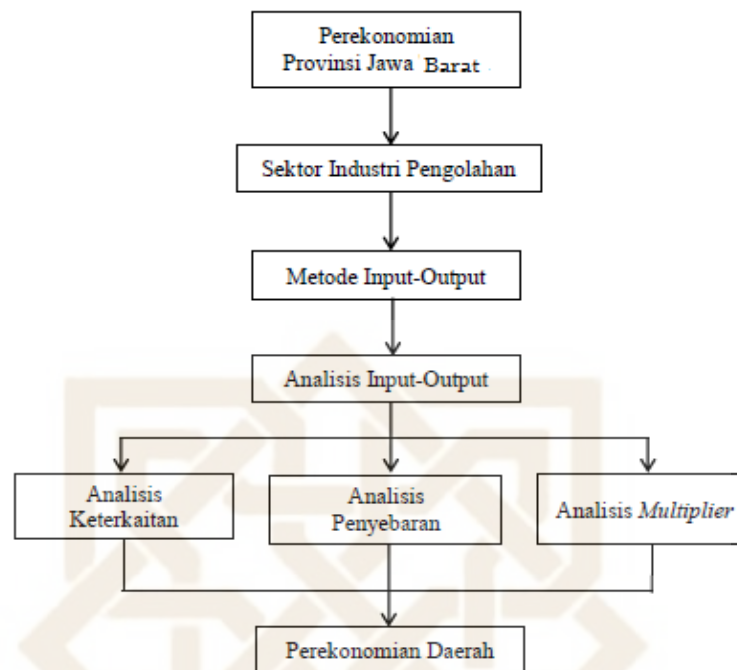 Perekonomian
Provinsi Jawa Barat
Sektor Industri Pengolahan
Metode Input-Output
Analisis Input-Output
Analisis
Keterkaitan
Analisis
Penyebaran
Analisis Multiplier
Perekonomian Daerah